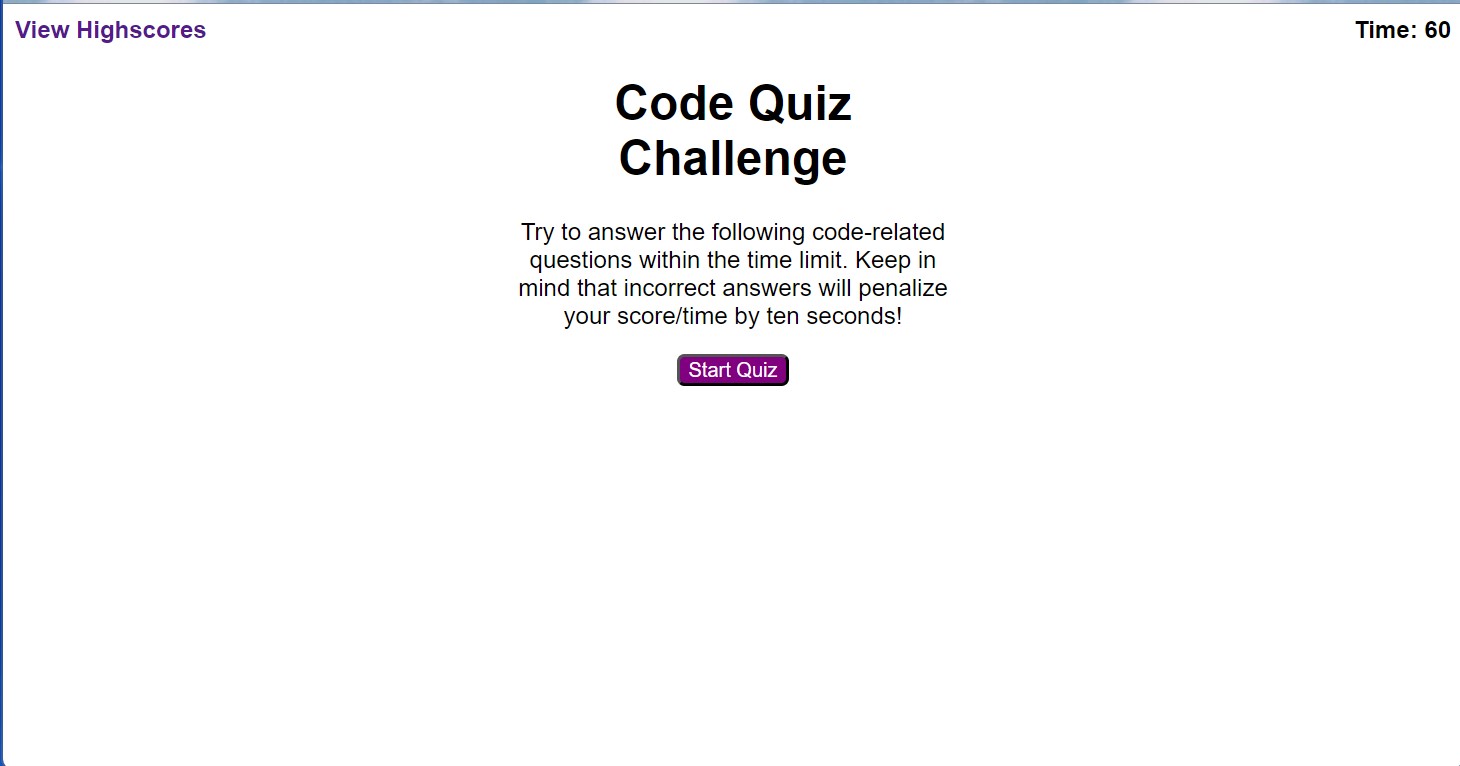 View Highscores
Time: 60
Code Quiz
Challenge
Try to answer the following code-related
questions within the time limit. Keep in
mind that incorrect answers will penalize
your score/time by ten seconds!
Start Quiz